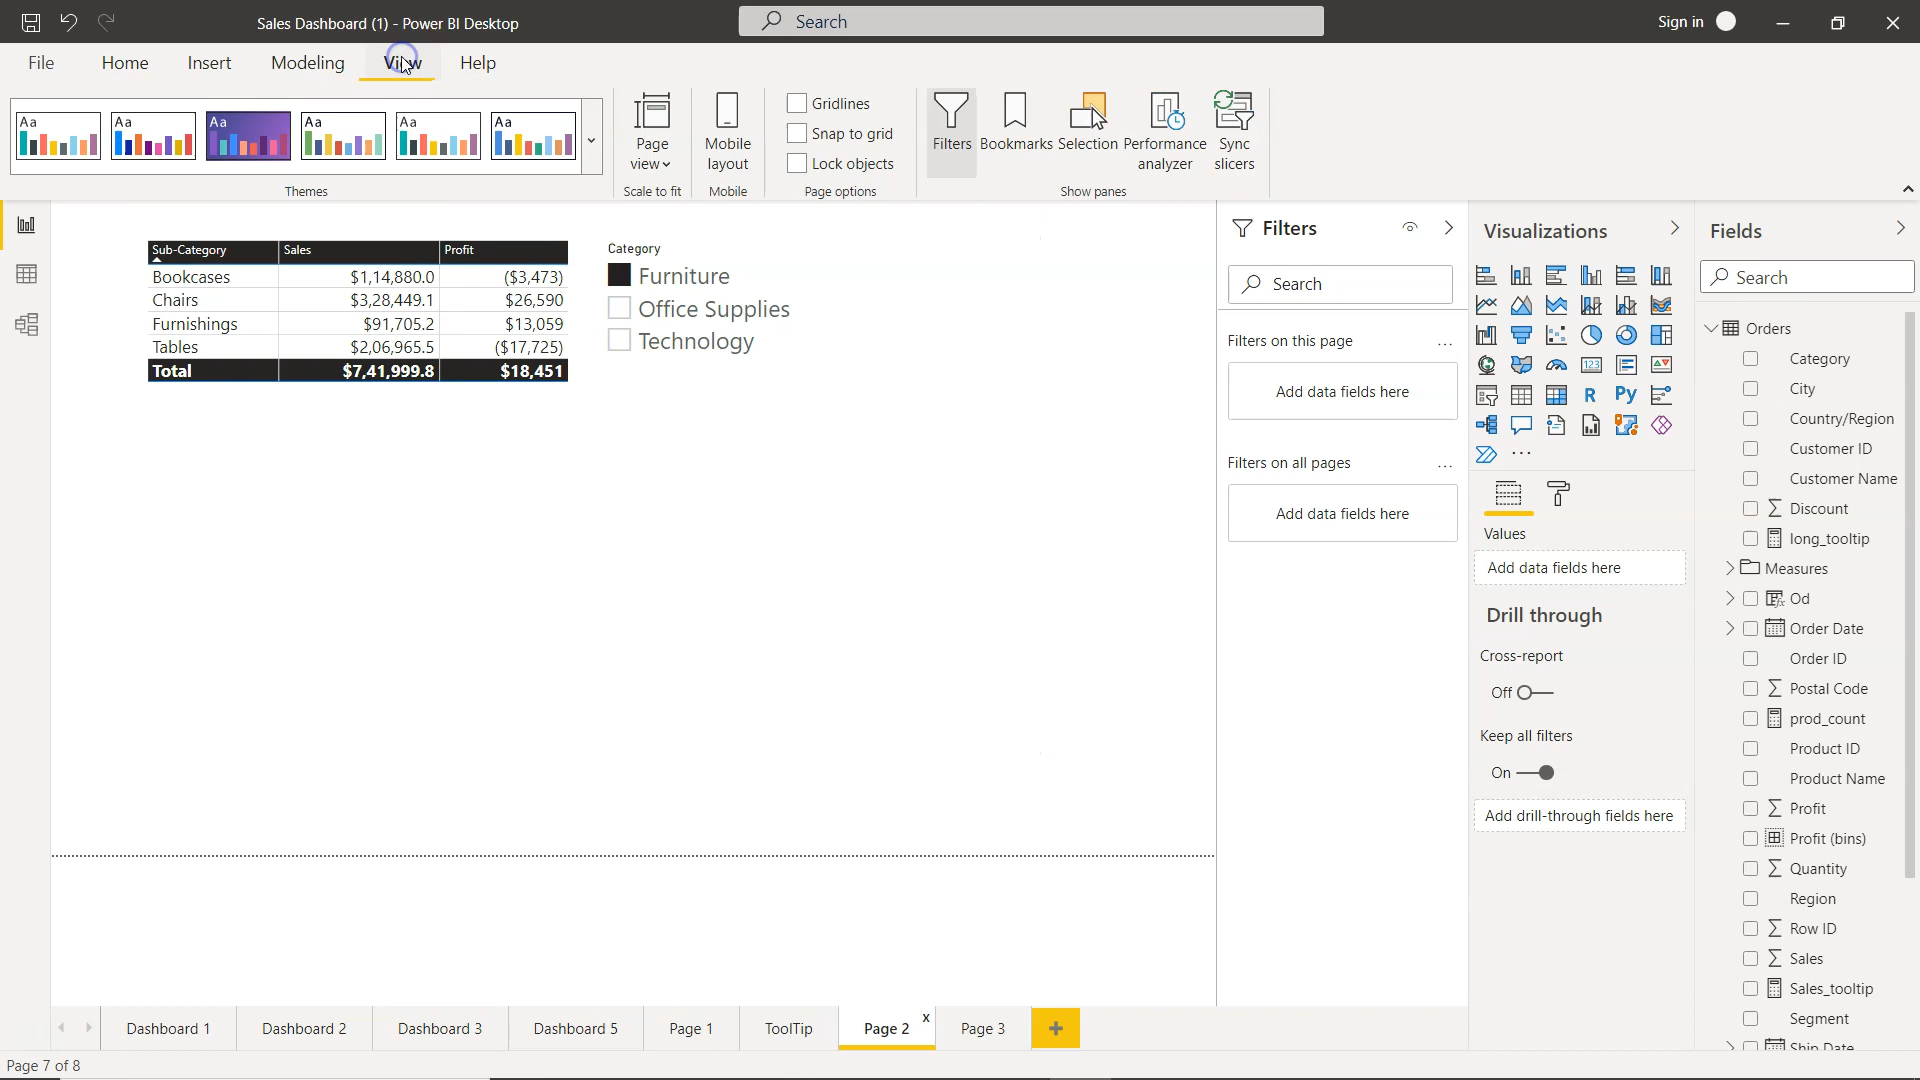 Sales Dashboard (1) - Power BI Desktop
Search
Sign in
File Home Insert Modeling View Help
Aa Aa Aa Aa Aa Aa
Themes
Page view
Scale to fit
Mobile layout
Mobile
Gridlines
Snap to grid
Lock objects
Page options
Filters
Bookmarks
Selection
Performance analyzer
Sync slicers
Show panes
Sub-Category Sales Profit
Bookcases $1,14,880.0 ($3,473)
Chairs $3,28,449.1 $26,590
Furnishings $91,705.2 $13,059
Tables $2,06,965.5 ($17,725)
Total $7,41,999.8 $18,451
Category
Furniture
Office Supplies
Technology
Filters
Search
Filters on this page ...
Add data fields here
Filters on all pages ...
Add data fields here
Visualizations
123
R Py
...
Values
Add data fields here
Drill through
Cross-report
Off
Keep all filters
On
Add drill-through fields here
Fields
Search
Orders
Category
City
Country/Region
Customer ID
Customer Name
Discount
long_tooltip
Measures
Od
Order Date
Order ID
Postal Code
prod_count
Product ID
Product Name
Profit
Profit (bins)
Quantity
Region
Row ID
Sales
Sales_tooltip
Segment
Ship Date
Dashboard 1 Dashboard 2 Dashboard 3 Dashboard 5 Page 1 ToolTip Page 2 x Page 3 +
Page 7 of 8